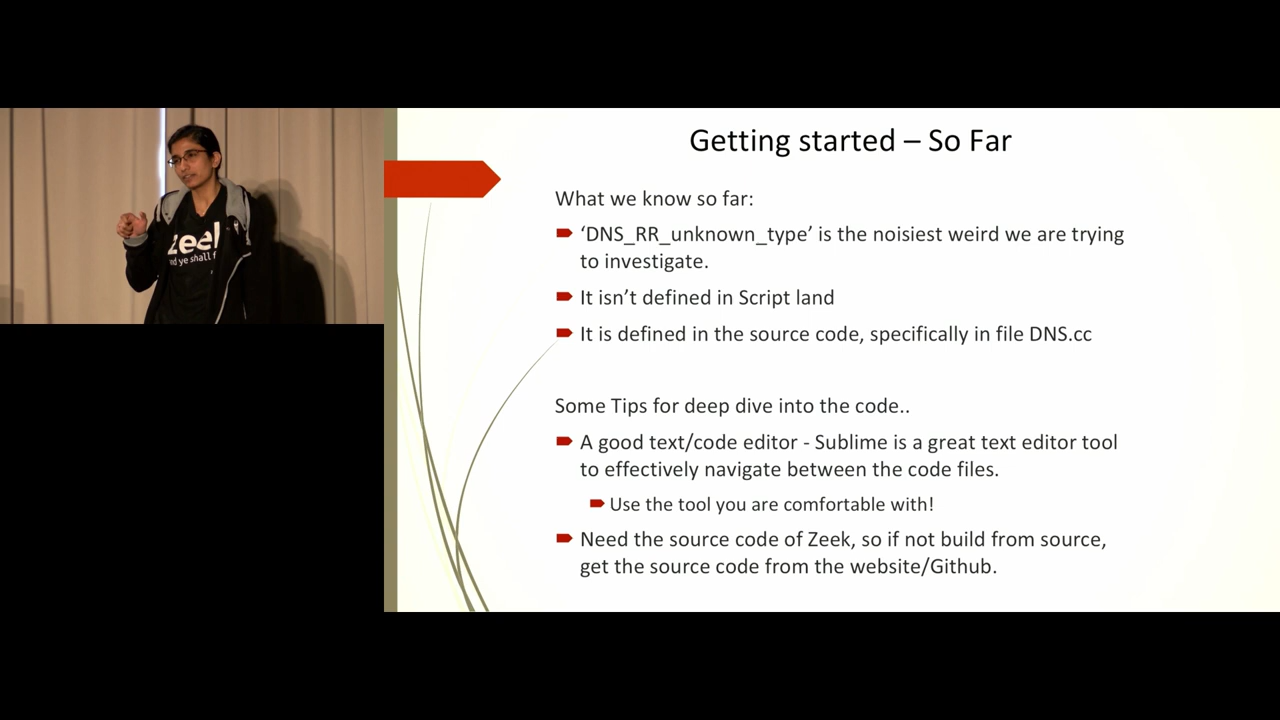 Getting started – So Far
What we know so far:
‘DNS_RR_unknown_type’ is the noisiest weird we are trying
to investigate.
It isn’t defined in Script land
It is defined in the source code, specifically in file DNS.cc
Some Tips for deep dive into the code..
A good text/code editor - Sublime is a great text editor tool
to effectively navigate between the code files.
Use the tool you are comfortable with!
Need the source code of Zeek, so if not build from source,
get the source code from the website/Github.
zeek
ye shall